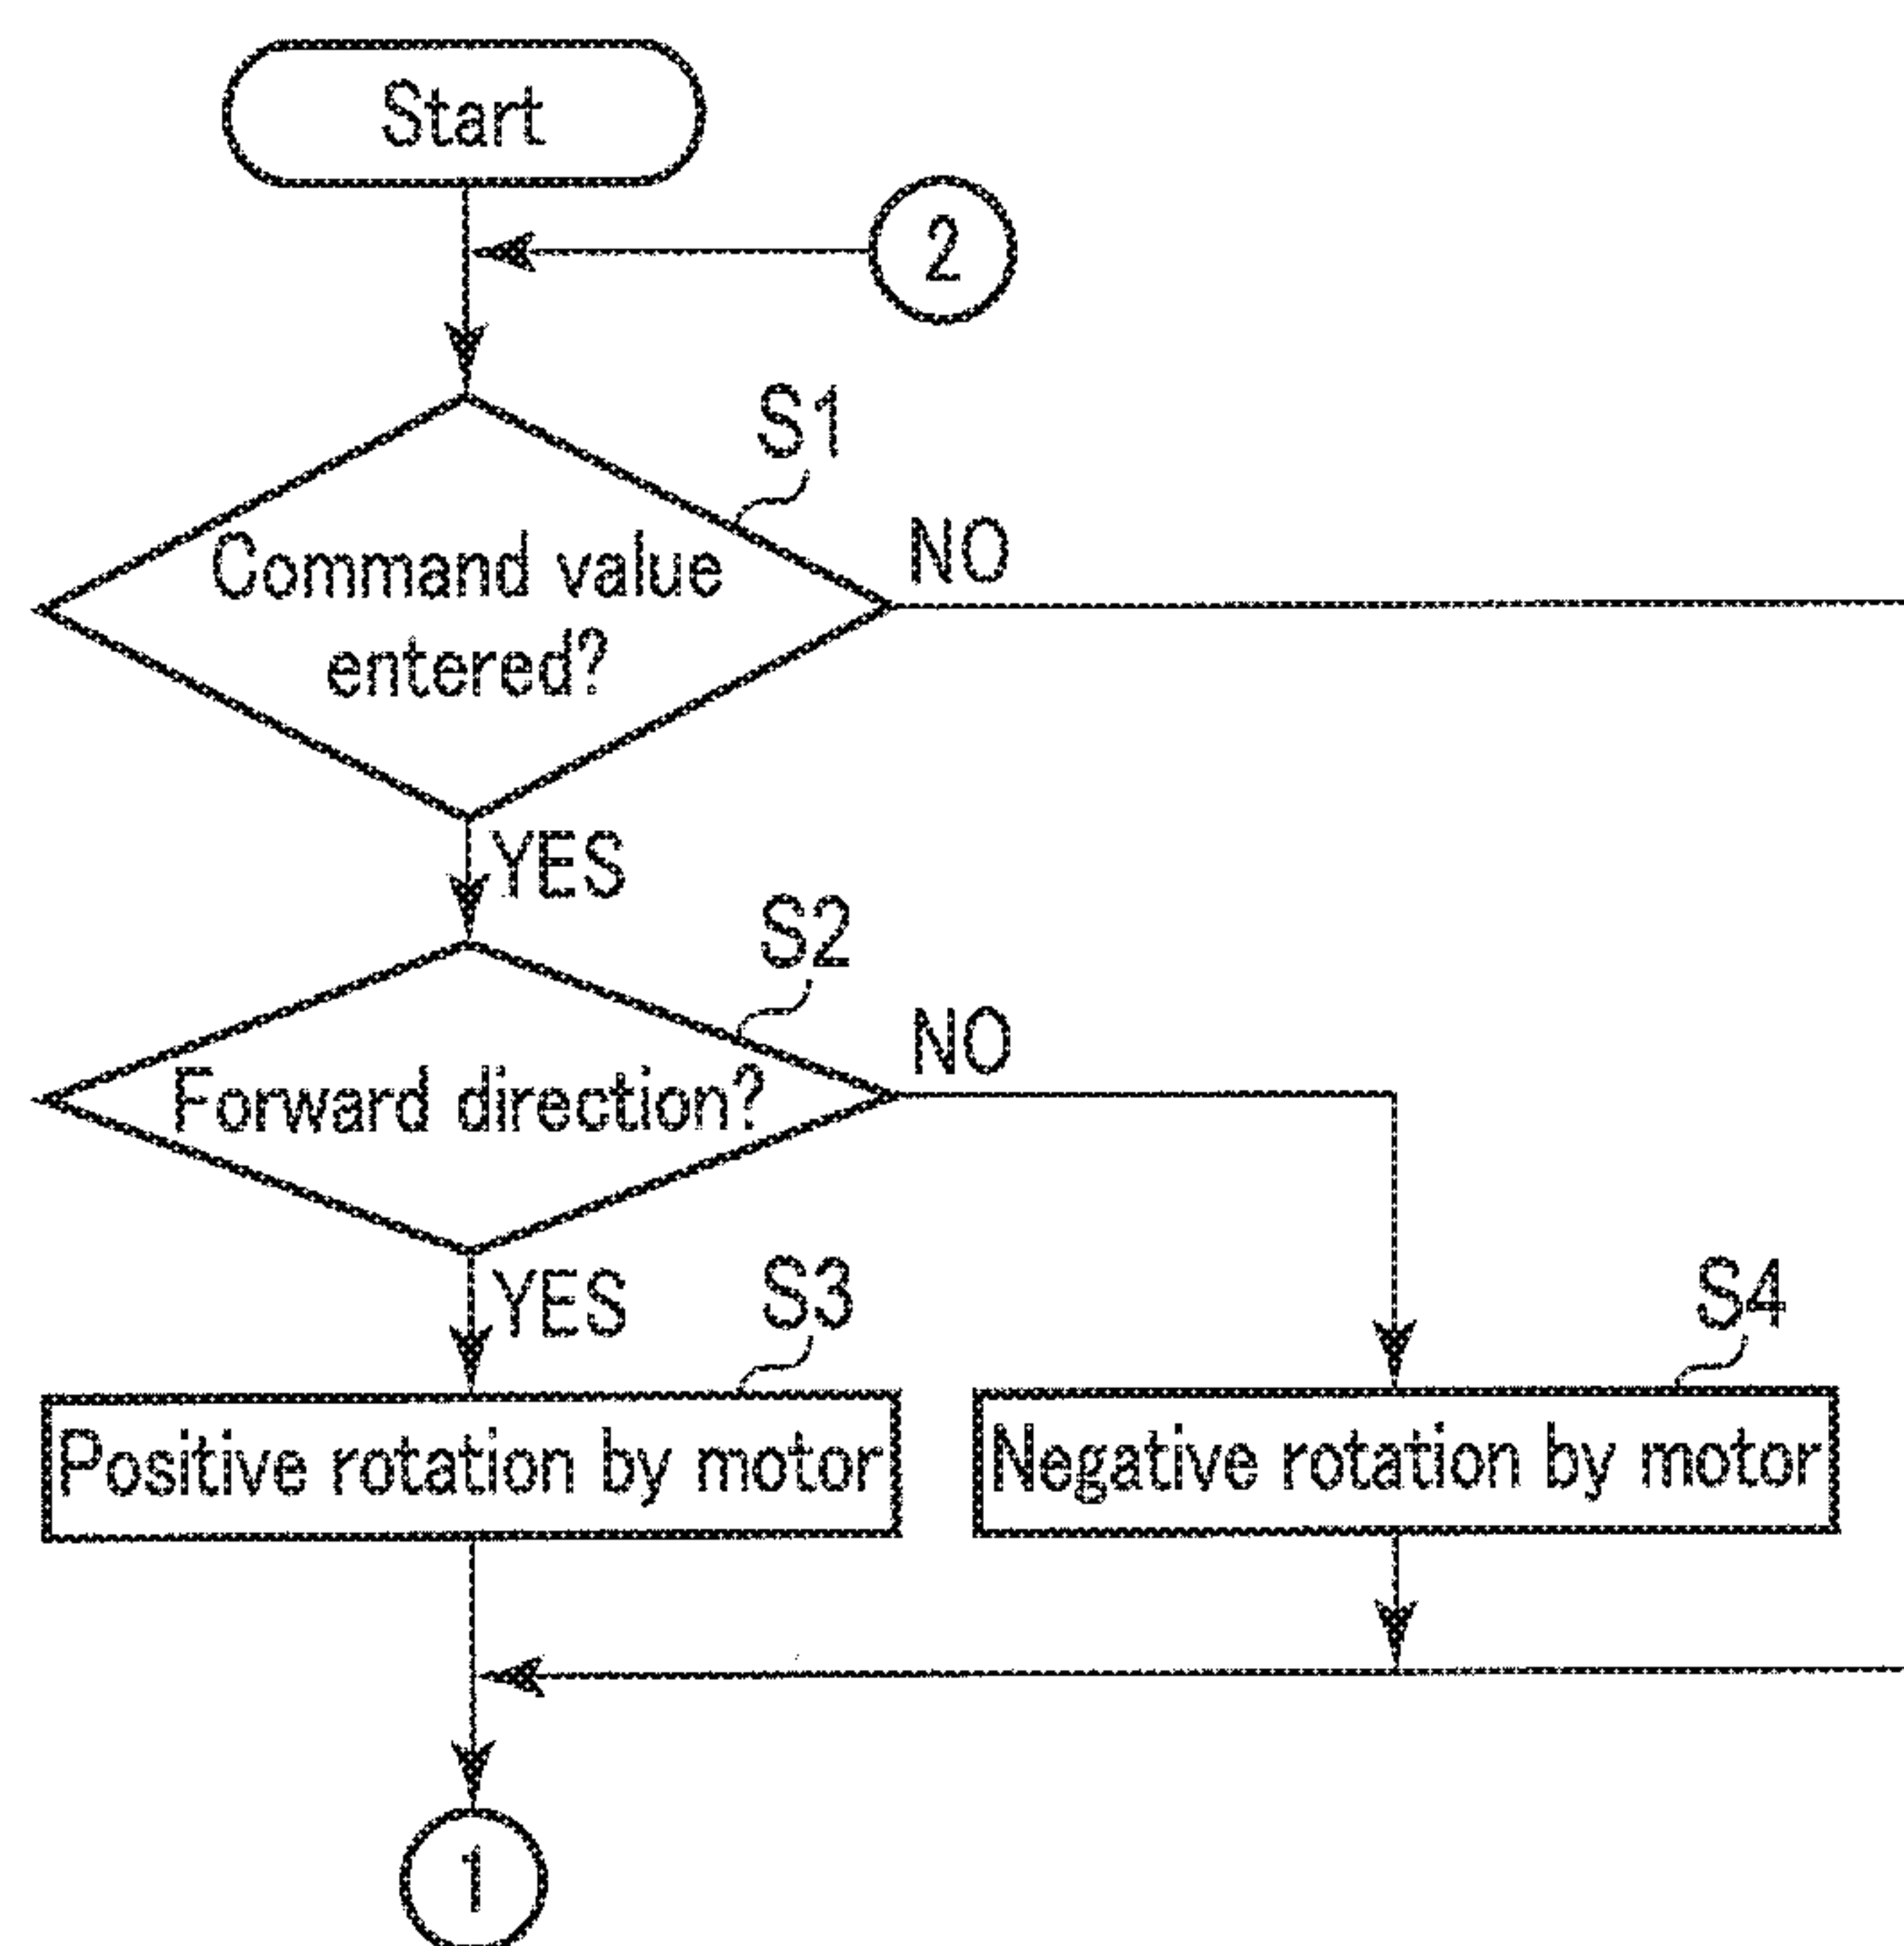 Start
2
S1
Command value
entered?
NO
YES
S2
Forward direction?
NO
YES
S3
S4
Positive rotation by motor
Negative rotation by motor
1